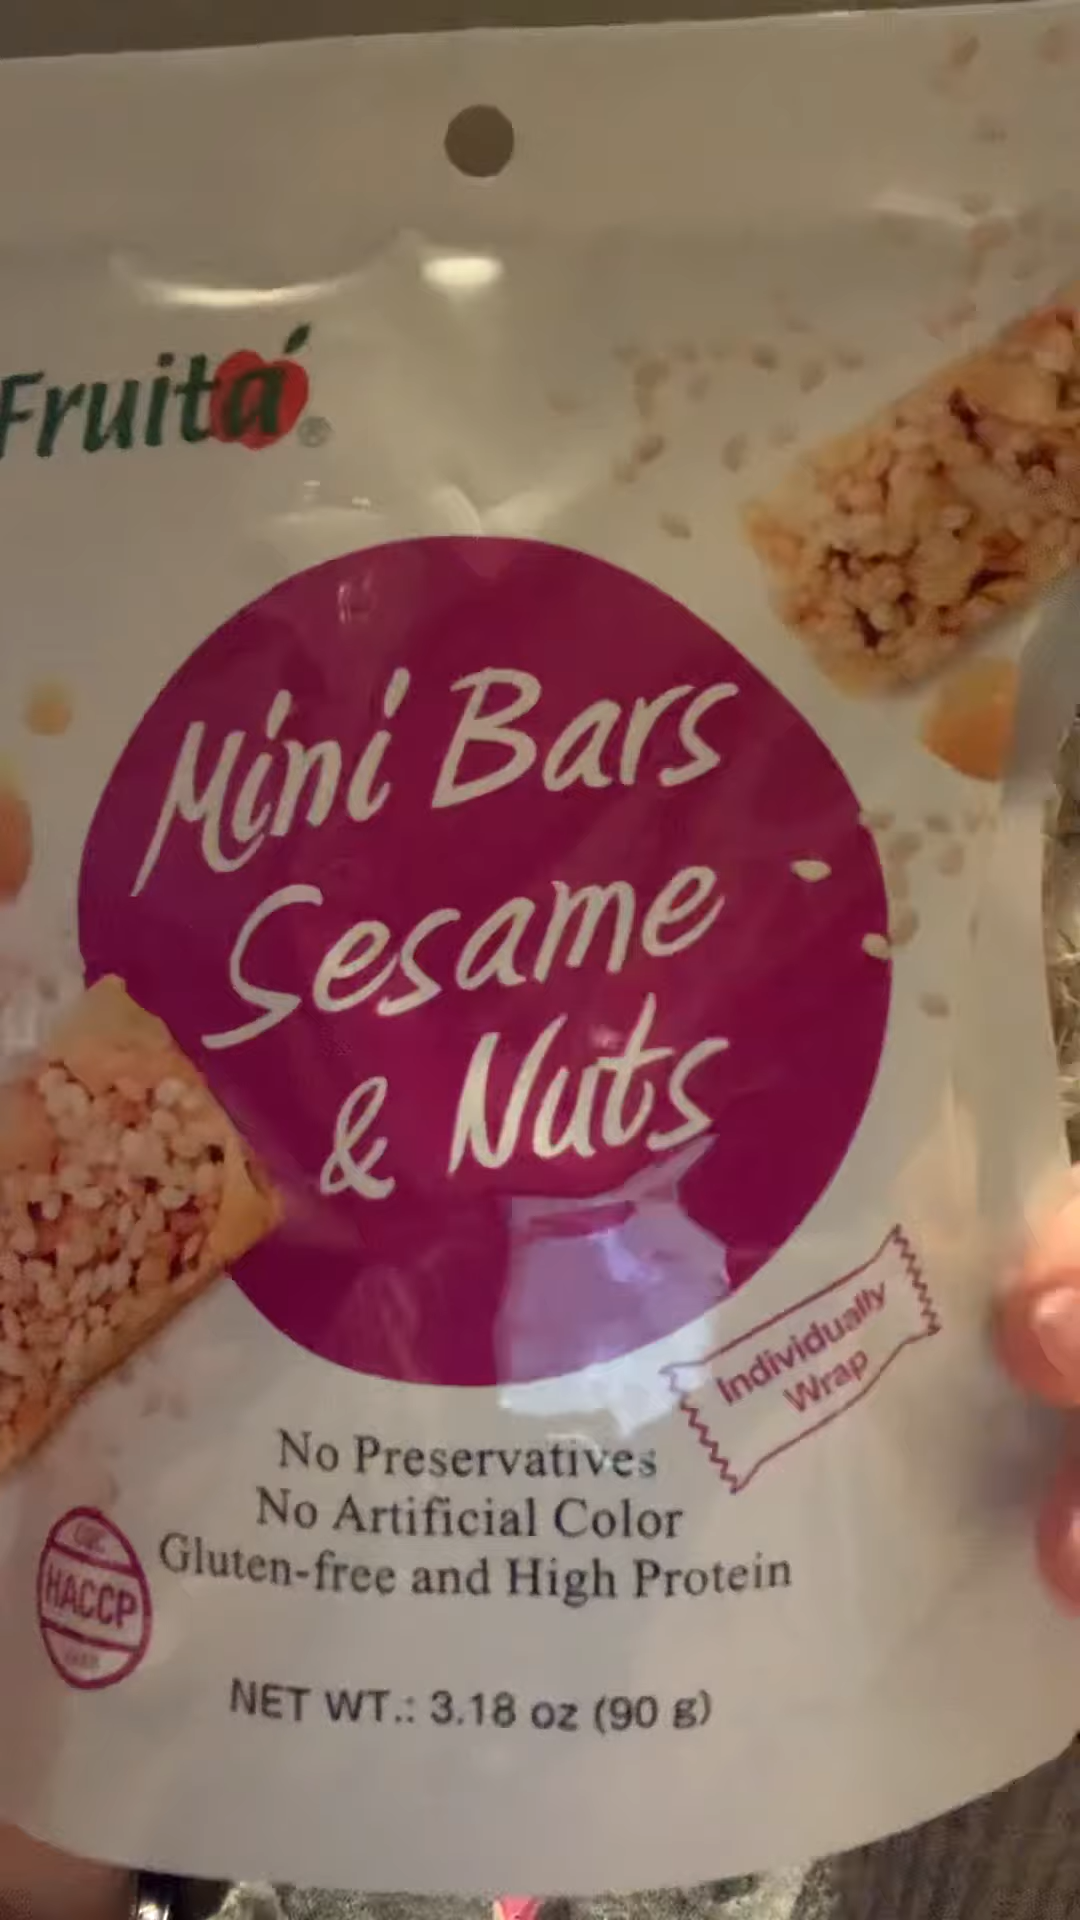 Fruitá®
Mini Bars
Sesame
& Nuts
Individually
Wrap
No Preservatives
No Artificial Color
Gluten-free and High Protein
HACCP
NET WT.: 3.18 oz (90 g)